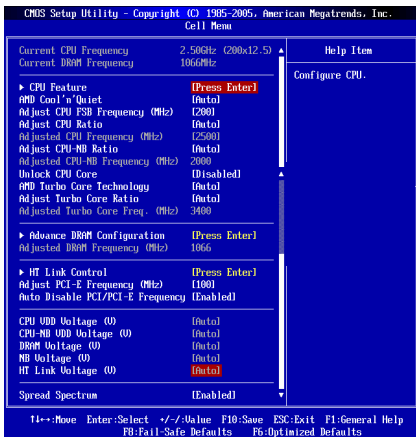 CMOS Setup Utility - Copyright (C) 1985-2005, American Megatrends, Inc.
Cell Menu
Current CPU Frequency 2.50GHz (200x12.5)
Current DRAM Frequency 1066MHz
CPU Feature [Press Enter]
AMD Cool'n'Quiet [Auto]
Adjust CPU FSB Frequency (MHz) [200]
Adjust CPU Ratio [Auto]
Adjusted CPU Frequency (MHz) [2500]
Adjust CPU-NB Ratio [Auto]
Adjusted CPU-NB Frequency (MHz) 2000
Unlock CPU Core [Disabled]
AMD Turbo Core Technology [Auto]
Adjust Turbo Core Ratio [Auto]
Adjusted Turbo Core Freq. (MHz) 3400
Advance DRAM Configuration [Press Enter]
Adjusted DRAM Frequency (MHz) 1066
HT Link Control [Press Enter]
Adjust PCI-E Frequency (MHz) [100]
Auto Disable PCI/PCI-E Frequency [Enabled]
CPU VDD Voltage (V) [Auto]
CPU-NB VDD Voltage (V) [Auto]
DRAM Voltage (V) [Auto]
NB Voltage (V) [Auto]
HT Link Voltage (V) [Auto]
Spread Spectrum [Enabled]
Help Item
Configure CPU.
↑↓↔:Move Enter:Select +/-/:Value F10:Save ESC:Exit F1:General Help
F8:Fail-Safe Defaults F6:Optimized Defaults